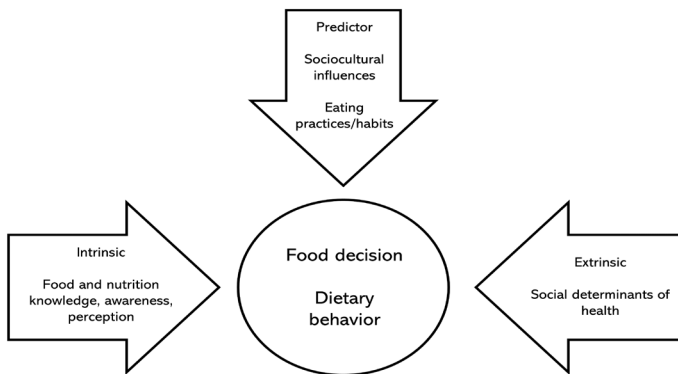 Predictor
Sociocultural
influences
Eating
practices/habits
Intrinsic
Food and nutrition
knowledge, awareness,
perception
Food decision
Dietary
behavior
Extrinsic
Social determinants of
health